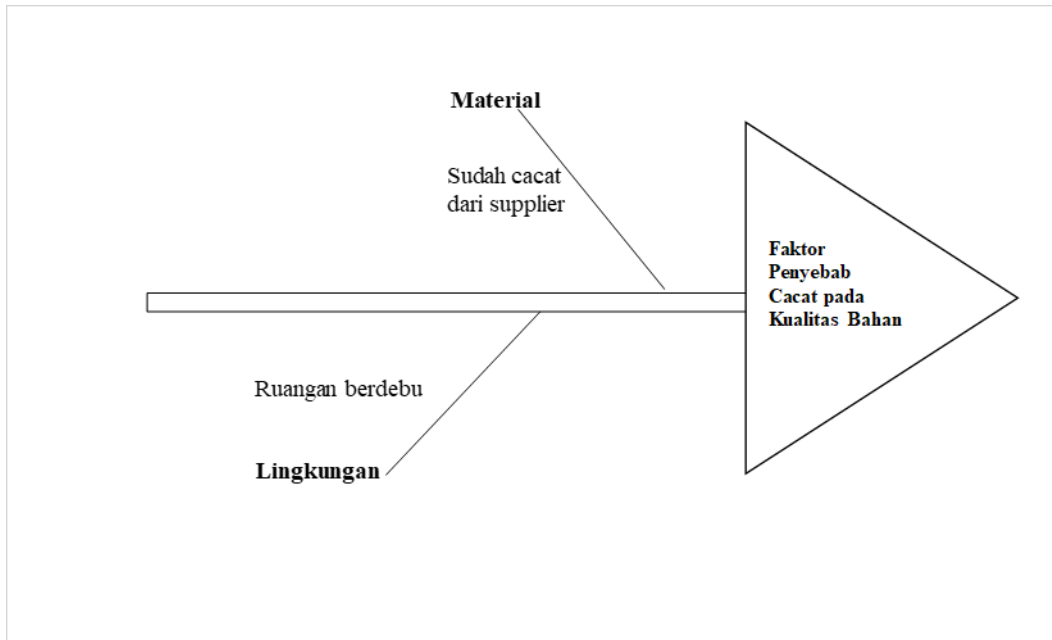 Material
Sudah cacat
dari supplier
Faktor
Penyebab
Cacat pada
Kualitas Bahan
Ruangan berdebu
Lingkungan